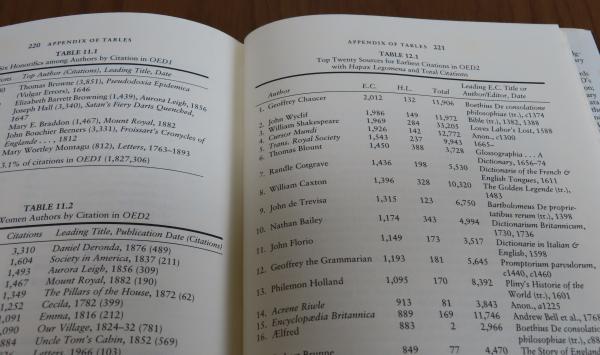 220 APPENDIX OF TABLES
TABLE 11.1
Six Honorifics among Authors by Citation in OED1
Top Author (Citations), Leading Title, Date
Thomas Browne (3,851), Pseudodoxia Epidemica
(Vulgar Errors), 1646
Elizabeth Barrett Browning (1,439), Aurora Leigh, 1856
Joseph Hall (3,340), Satan's Fiery Darts Quenched,
1647
Mary E. Braddon (1,467), Mount Royal, 1882
John Bouchier Berners (3,331), Froissart's Cronycles of
Englande . . . , 1812
Mary Wortley Montagu (812), Letters, 1763–1893
3.1% of citations in OED1 (1,827,306)
TABLE 11.2
Women Authors by Citation in OED2
Citations Leading Title, Publication Date (Citations)
3,310 Daniel Deronda, 1876 (489)
1,604 Society in America, 1837 (211)
1,493 Aurora Leigh, 1856 (309)
1,467 Mount Royal, 1882 (190)
1,349 The Pillars of the House, 1872 (62)
1,252 Cecilia, 1782 (399)
1,091 Emma, 1816 (212)
1,090 Our Village, 1824–32 (781)
Uncle Tom's Cabin, 1852 (569)
Letters, 1966 (103)
APPENDIX OF TABLES 221
TABLE 12.1
Top Twenty Sources for Earliest Citations in OED2
with Hapax Legomena and Total Citations
Author E.C. H.L. Total Leading E.C. Title or
Author/Editor, Date
1. Geoffrey Chaucer 2,012 132 11,906 Boethius De consolatione
philosophiae (tr.), c1374
2. John Wyclif 1,986 149 11,972 Bible (tr.), 1382, 1388
3. William Shakespeare 1,969 284 33,205 Loves Labor's Lost, 1588
4. Cursor Mundi 1,926 142 12,772 Anon., c1300
5. Trans. Royal Society 1,543 237 9,943 1665–
6. Thomas Blount 1,450 388 3,728 Glossographia . . . A
Dictionary, 1656–74
7. Randle Cotgrave 1,436 198 5,530 Dictionarie of the French &
English Tongues, 1611
8. William Caxton 1,396 328 10,320 The Golden Legende (tr.),
1483
9. John de Trevisa 1,315 123 6,750 Bartholomeus De proprie-
tatibus rerum (tr.), 1398
10. Nathan Bailey 1,174 343 4,994 Dictionarium Britannicum,
1730, 1736
11. John Florio 1,149 173 3,517 Dictionarie in Italian &
English, 1598
12. Geoffrey the Grammarian 1,193 181 5,645 Promptorium parvulorum,
c1440, c1460
13. Philemon Holland 1,095 170 8,392 Pliny's Historie of the
World (tr.), 1601
14. Acrene Riwle 913 81 3,843 Anon., a1225
15. Encyclopædia Britannica 889 169 11,746 Andrew Bell et al., 1768
16. Ælfred 883 2 2,966 Boethius De consolatione
philosophiae (tr.), c88
849 77 4,470 The Story of England